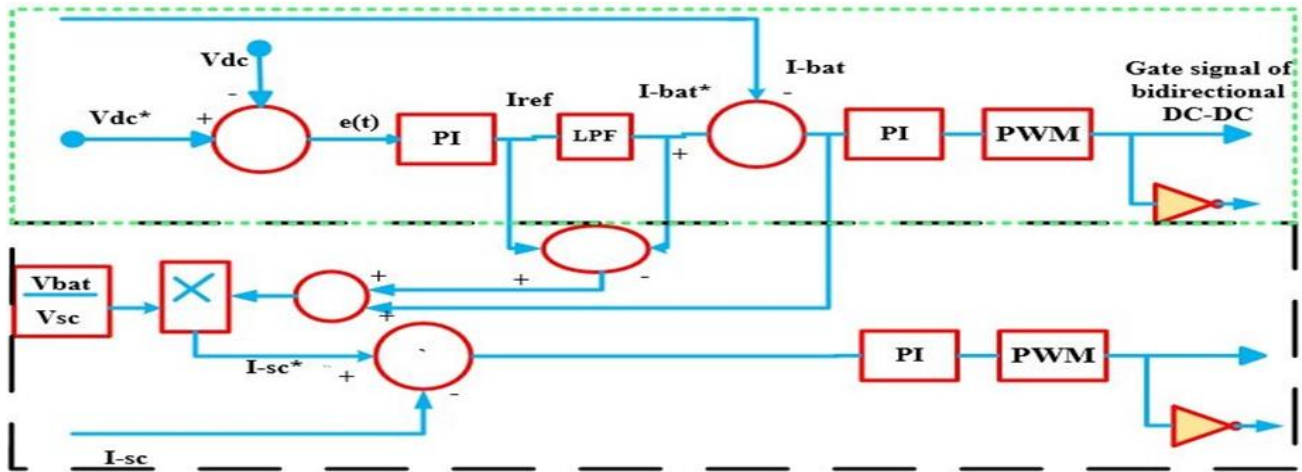 Vdc
I-bat
Gate signal of
bidirectional
DC-DC
Vdc*
+
-
e(t)
PI
Iref
LPF
I-bat*
+
-
PI
PWM
+
-
Vbat
Vsc
×
+
+
I-sc*
+
-
PI
PWM
I-sc